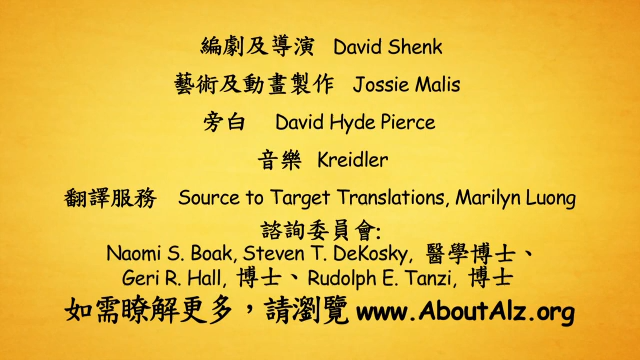 編劇及導演 David Shenk
藝術及動畫製作 Jossie Malis
旁白 David Hyde Pierce
音樂 Kreidler
翻譯服務 Source to Target Translations, Marilyn Luong
諮詢委員會:
Naomi S. Boak, Steven T. DeKosky, 醫學博士、
Geri R. Hall, 博士、Rudolph E. Tanzi, 博士
如需瞭解更多，請瀏覽 www.AboutAlz.org